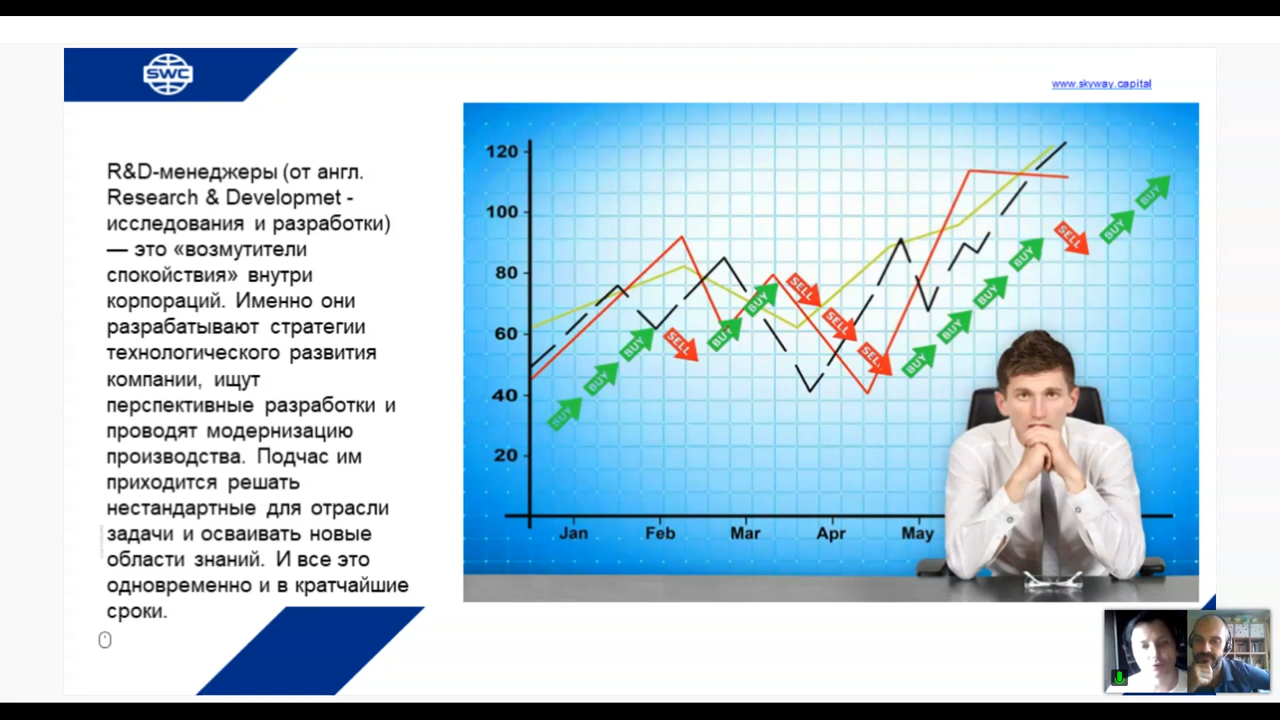 SWC
www.skyway.capital
R&D-менеджеры (от англ.
Research & Developmet -
исследования и разработки)
— это «возмутители
спокойствия» внутри
корпораций. Именно они
разрабатывают стратегии
технологического развития
компании, ищут
перспективные разработки и
проводят модернизацию
производства. Подчас им
приходится решать
нестандартные для отрасли
задачи и осваивать новые
области знаний. И все это
одновременно и в кратчайшие
сроки.
120
100
80
60
40
20
Jan Feb Mar Apr May
BUY
BUY
BUY
SELL
BUY
BUY
SELL
SELL
SELL
BUY
BUY
BUY
BUY
SELL
BUY
BUY